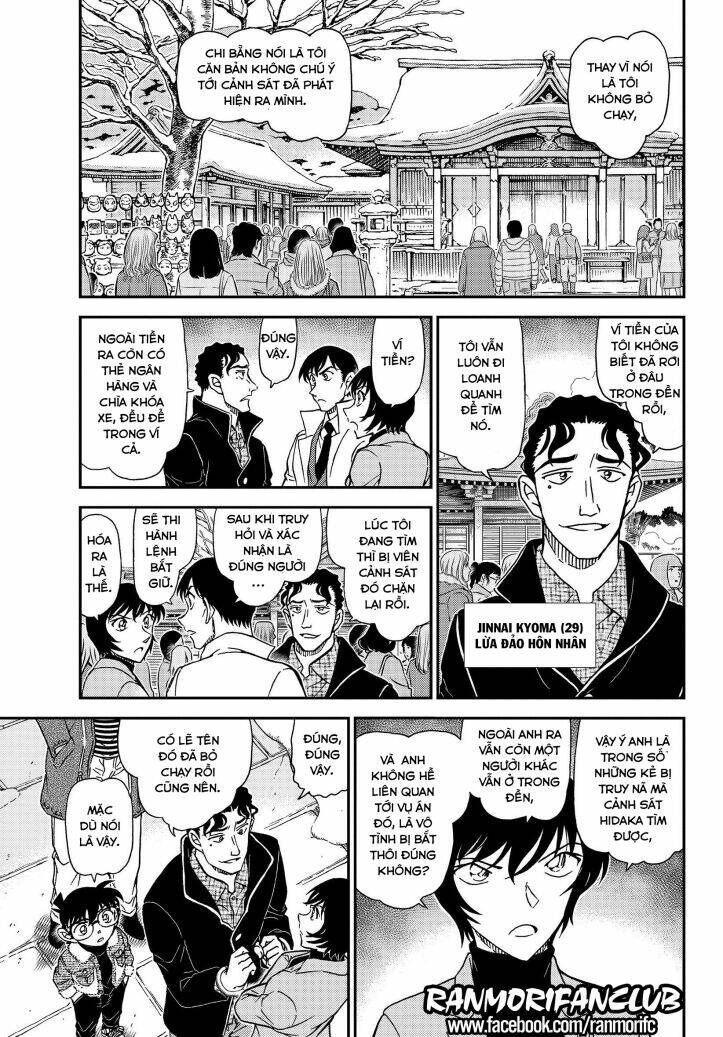 THAY VÌ NÓI
LÀ TÔI
KHÔNG BỎ
CHẠY,
CHI BẰNG NÓI LÀ TÔI
CĂN BẢN KHÔNG CHÚ Ý
TỚI CẢNH SÁT ĐÃ PHÁT
HIỆN RA MÌNH.
VÍ TIỀN CỦA
TÔI KHÔNG
BIẾT ĐÃ RƠI
Ở ĐÂU
TRONG ĐỀN
RỒI,
TÔI VẪN
LUÔN ĐI
LOANH
QUANH
ĐỂ TÌM
NÓ.
JINNAI KYOMA (29)
LỪA ĐẢO HÔN NHÂN
VÍ
TIỀN?
ĐÚNG
VẬY.
NGOÀI TIỀN
RA CÒN CÓ
THẺ NGÂN
HÀNG VÀ
CHÌA KHÓA
XE, ĐỀU ĐỂ
TRONG VÍ
CẢ.
LÚC TÔI
ĐANG TÌM
THÌ BỊ VIÊN
CẢNH SÁT
ĐÓ CHẶN
LẠI RỒI.
SAU KHI TRUY
HỎI VÀ XÁC
NHẬN LÀ
ĐÚNG NGƯỜI
...
SẼ THI
HÀNH
LỆNH
BẮT
GIỮ.
HÓA
RA LÀ
THẾ.
VẬY Ý ANH LÀ
TRONG SỐ
NHỮNG KẺ BỊ
TRUY NÃ MÀ
CẢNH SÁT
HIDAKA TÌM
ĐƯỢC,
NGOÀI ANH RA
VẪN CÒN MỘT
NGƯỜI KHÁC
VẪN Ở TRONG
ĐỀN,
VÀ ANH
KHÔNG HỀ
LIÊN QUAN
TỚI VỤ ÁN
ĐÓ, LÀ VÔ
TÌNH BỊ BẮT
THÔI ĐÚNG
KHÔNG?
ĐÚNG,
ĐÚNG
VẬY.
CÓ LẼ TÊN
ĐÓ ĐÃ BỎ
CHẠY RỒI
CŨNG NÊN.
MẶC
DÙ NÓI
LÀ VẬY.
RANMORIFANCLUB
www.facebook.com/ranmorifc